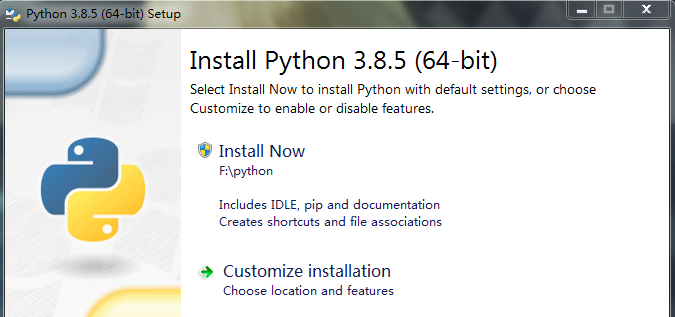 Python 3.8.5 (64-bit) Setup
Install Python 3.8.5 (64-bit)
Select Install Now to install Python with default settings, or choose
Customize to enable or disable features.
Install Now
F:\python
Includes IDLE, pip and documentation
Creates shortcuts and file associations
Customize installation
Choose location and features